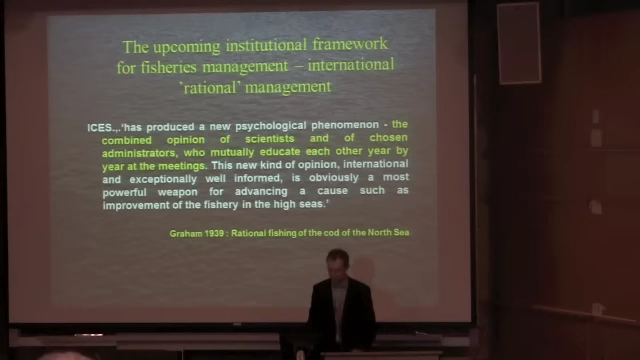 The upcoming institutional framework
for fisheries management – international
'rational' management
ICES.,.'has produced a new psychological phenomenon - the
combined opinion of scientists and of chosen
administrators, who mutually educate each other year by
year at the meetings. This new kind of opinion, international
and exceptionally well informed, is obviously a most
powerful weapon for advancing a cause such as
improvement of the fishery in the high seas.'
Graham 1939 : Rational fishing of the cod of the North Sea